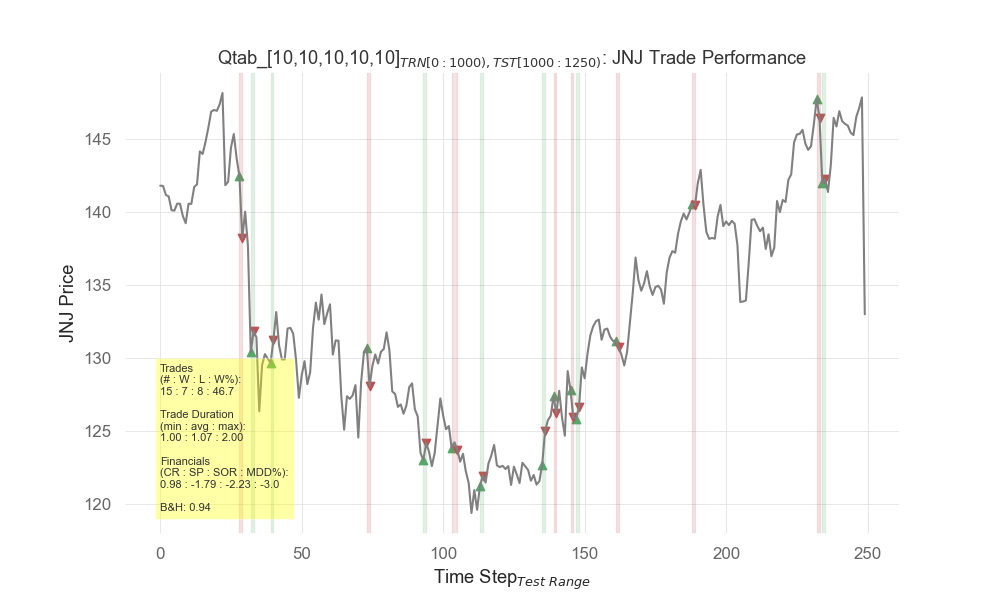 Qtab_[10,10,10,10,10]TRN[0 : 1000), TST[1000 : 1250): JNJ Trade Performance
145
140
135
130
125
120
JNJ Price
Trades
(# : W : L : W%):
15 : 7 : 8 : 46.7
Trade Duration
(min : avg : max):
1.00 : 1.07 : 2.00
Financials
(CR : SP : SOR : MDD%):
0.98 : -1.79 : -2.23 : -3.0
B&H: 0.94
0 50 100 150 200 250
Time StepTest Range